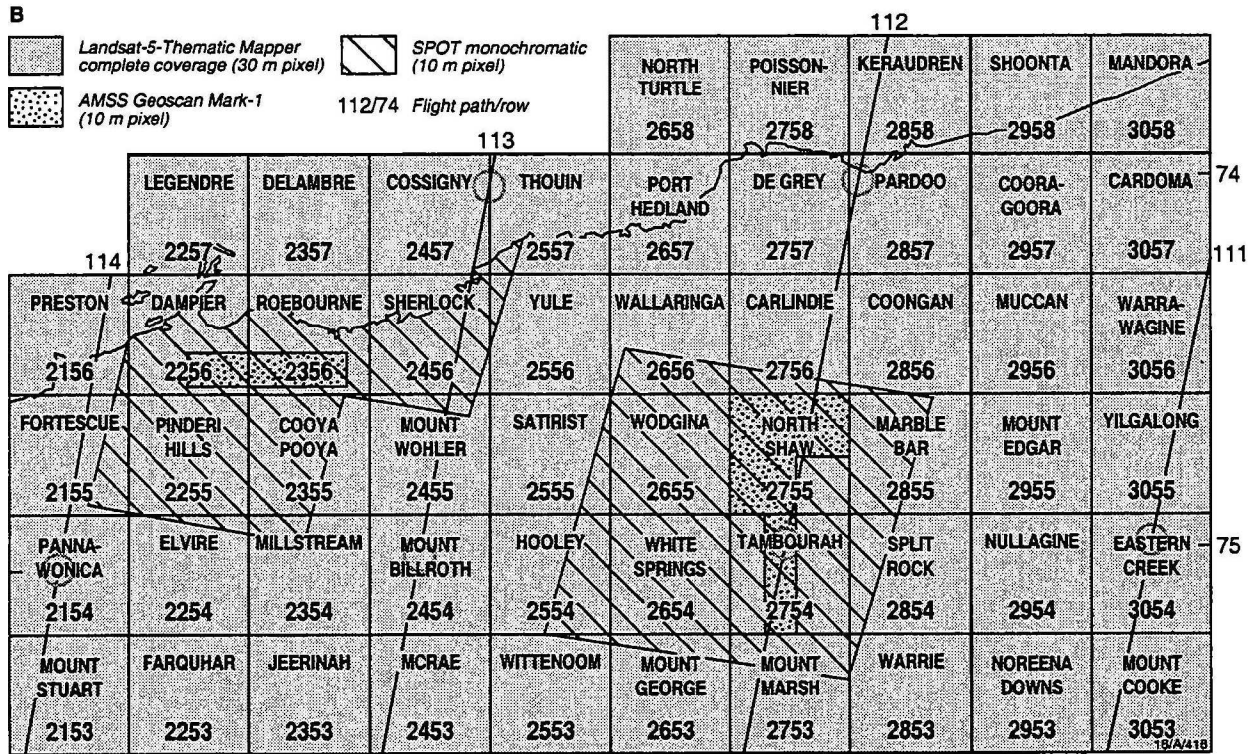 B
Landsat-5-Thematic Mapper
complete coverage (30 m pixel)
SPOT monochromatic
(10 m pixel)
AMSS Geoscan Mark-1
(10 m pixel)
112/74 Flight path/row
112
NORTH TURTLE 2658
POISSON-NIER 2758
KERAUDREN 2858
SHOONTA 2958
MANDORA 3058
113
74
LEGENDRE 2257
DELAMBRE 2357
COSSIGNY 2457
THOUIN 2557
PORT HEDLAND 2657
DE GREY 2757
PARDOO 2857
COORA-GOORA 2957
CARDOMA 3057
114
111
PRESTON 2156
DAMPIER 2256
ROEBOURNE 2356
SHERLOCK 2456
YULE 2556
WALLARINGA 2656
CARLINDIE 2756
COONGAN 2856
MUCCAN 2956
WARRA-WAGINE 3056
FORTESCUE 2155
PINDERI HILLS 2255
COOYA POOYA 2355
MOUNT WOHLER 2455
SATIRIST 2555
WODGINA 2655
NORTH SHAW 2755
MARBLE BAR 2855
MOUNT EDGAR 2955
YILGALONG 3055
PANNA-WONICA 2154
ELVIRE 2254
MILLSTREAM 2354
MOUNT BILLROTH 2454
HOOLEY 2554
WHITE SPRINGS 2654
TAMBOURAH 2754
SPLIT ROCK 2854
NULLAGINE 2954
EASTERN CREEK 3054
75
MOUNT STUART 2153
FARQUHAR 2253
JEERINAH 2353
MCRAE 2453
WITTENOOM 2553
MOUNT GEORGE 2653
MOUNT MARSH 2753
WARRIE 2853
NOREENA DOWNS 2953
MOUNT COOKE 3053